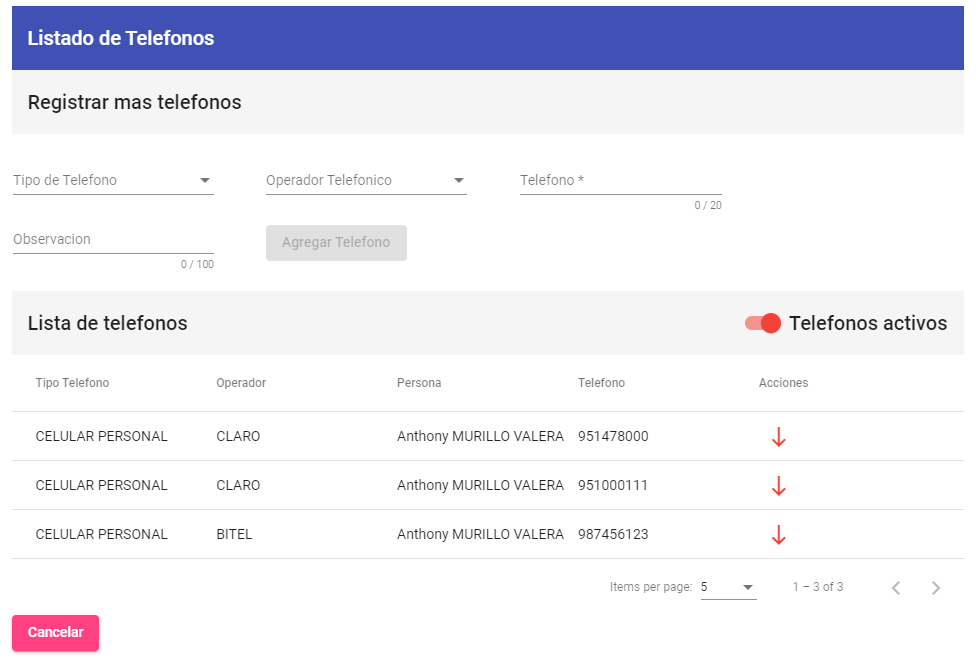 Listado de Telefonos
Registrar mas telefonos
Tipo de Telefono Operador Telefonico Telefono *
0 / 20
Observacion Agregar Telefono
0 / 100
Lista de telefonos Telefonos activos
Tipo Telefono Operador Persona Telefono Acciones
CELULAR PERSONAL CLARO Anthony MURILLO VALERA 951478000
CELULAR PERSONAL CLARO Anthony MURILLO VALERA 951000111
CELULAR PERSONAL BITEL Anthony MURILLO VALERA 987456123
Items per page: 5 1 – 3 of 3
Cancelar